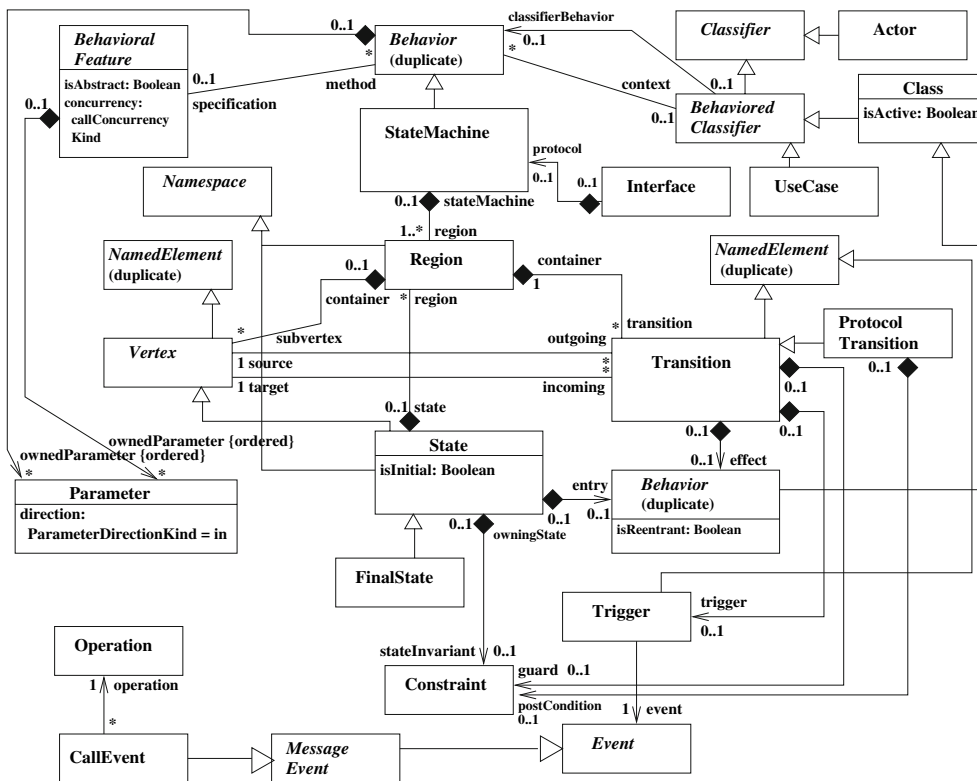 Behavioral
Feature
isAbstract: Boolean
concurrency:
callConcurrency
Kind
0..1
0..1
specification
0..1
*
method
Behavior
(duplicate)
classifierBehavior
*
0..1
context
0..1
0..1
Classifier
Actor
Behaviored
Classifier
Class
isActive: Boolean
UseCase
StateMachine
protocol
0..1
0..1
Interface
Namespace
0..1
stateMachine
1..*
region
NamedElement
(duplicate)
Region
0..1
container
*
region
container
1
NamedElement
(duplicate)
*
subvertex
*
transition
Protocol
Transition
0..1
Vertex
1 source
1 target
outgoing
*
*
incoming
Transition
0..1
0..1
0..1
0..1
effect
0..1 state
State
isInitial: Boolean
entry
0..1
0..1
0..1
owningState
Behavior
(duplicate)
isReentrant: Boolean
ownedParameter {ordered}
ownedParameter {ordered}
*
*
Parameter
direction:
ParameterDirectionKind = in
FinalState
Trigger
trigger
0..1
Operation
1
operation
*
stateInvariant
0..1
Constraint
guard 0..1
postCondition
0..1
1
event
CallEvent
Message
Event
Event